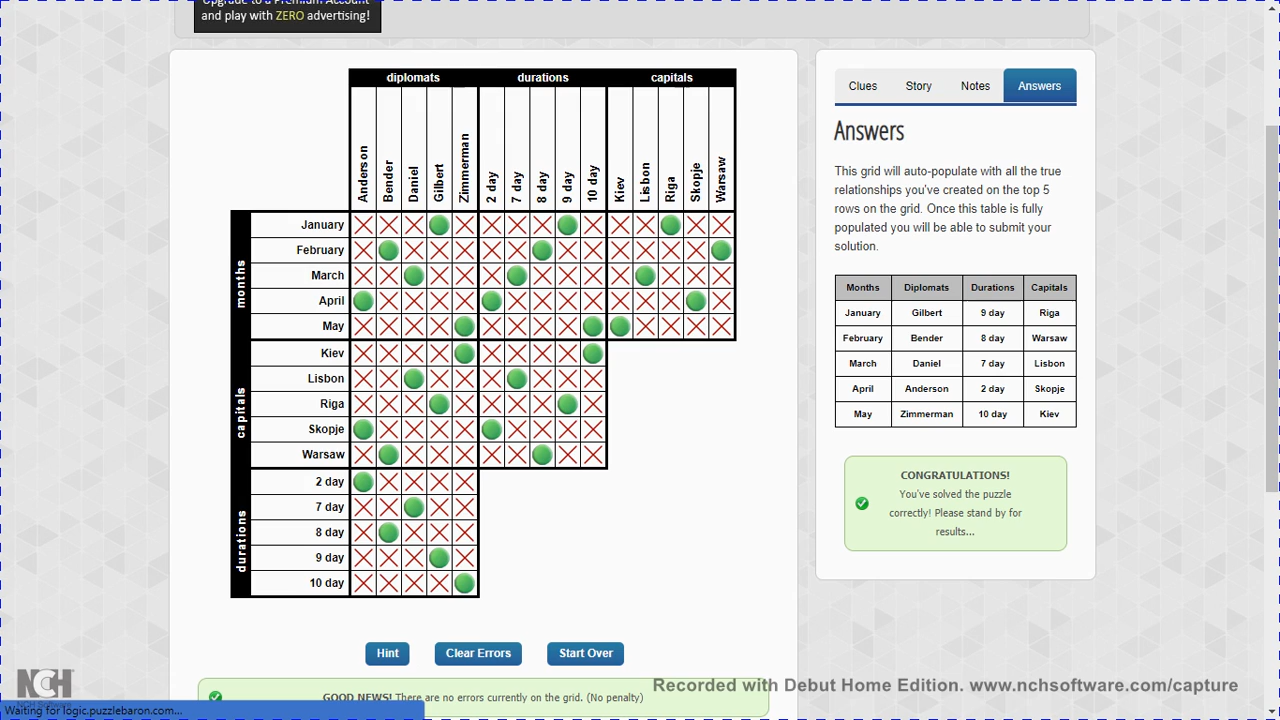 Upgrade to a Premium Account
and play with ZERO advertising!
diplomats durations capitals
Anderson Bender Daniel Gilbert Zimmerman 2 day 7 day 8 day 9 day 10 day Kiev Lisbon Riga Skopje Warsaw
months
January
February
March
April
May
capitals
Kiev
Lisbon
Riga
Skopje
Warsaw
durations
2 day
7 day
8 day
9 day
10 day
Hint Clear Errors Start Over
GOOD NEWS! There are no errors currently on the grid. (No penalty)
Clues Story Notes Answers
Answers
This grid will auto-populate with all the true
relationships you've created on the top 5
rows on the grid. Once this table is fully
populated you will be able to submit your
solution.
Months Diplomats Durations Capitals
January Gilbert 9 day Riga
February Bender 8 day Warsaw
March Daniel 7 day Lisbon
April Anderson 2 day Skopje
May Zimmerman 10 day Kiev
CONGRATULATIONS!
You've solved the puzzle
correctly! Please stand by for
results...
NCH
NCH Software
Waiting for logic.puzzlebaron.com...
Recorded with Debut Home Edition. www.nchsoftware.com/capture